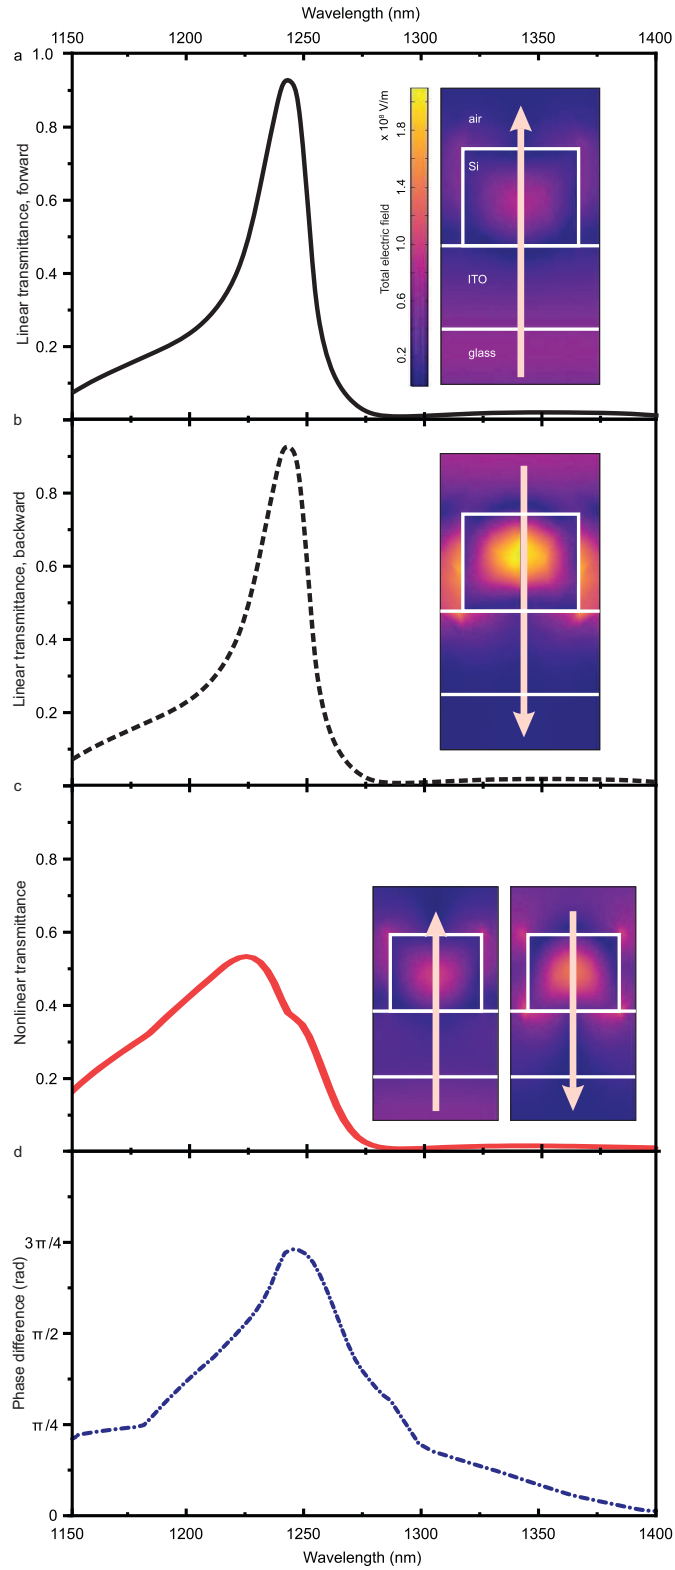 Wavelength (nm)
1150 1200 1250 1300 1350 1400
a
1.0
0.8
0.6
0.4
0.2
Linear transmittance, forward
x 10⁸ V/m
1.8
1.4
1.0
0.6
0.2
Total electric field
air
Si
ITO
glass
b
0.8
0.6
0.4
0.2
Linear transmittance, backward
c
0.8
0.6
0.4
0.2
Nonlinear transmittance
d
3π/4
π/2
π/4
0
Phase difference (rad)
1150 1200 1250 1300 1350 1400
Wavelength (nm)